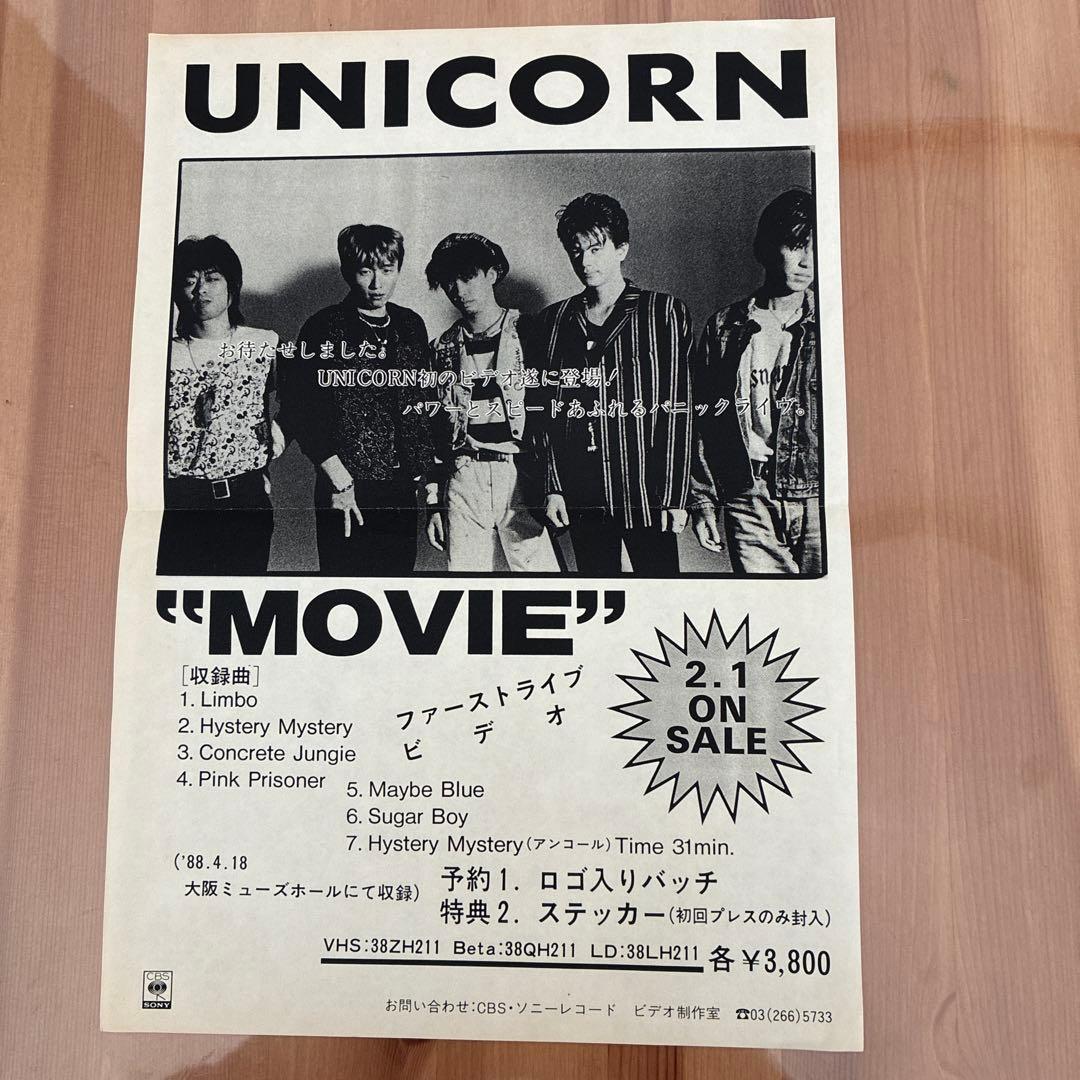 UNICORN
お待たせしました。
UNICORN初のビデオ遂に登場!
パワーとスピードあふれるパニックライヴ。
"MOVIE"
[収録曲]
1. Limbo
2. Hystery Mystery
3. Concrete Jungie
4. Pink Prisoner
5. Maybe Blue
6. Sugar Boy
7. Hystery Mystery(アンコール) Time 31min.
ファーストライブ
ビデオ
2.1
ON
SALE
('88.4.18
大阪ミューズホールにて収録)
予約1. ロゴ入りバッチ
特典2. ステッカー(初回プレスのみ封入)
VHS:38ZH211 Beta:38QH211 LD:38LH211 各¥3,800
CBS
SONY
お問い合わせ:CBS・ソニーレコード ビデオ制作室 ☎03(266)5733